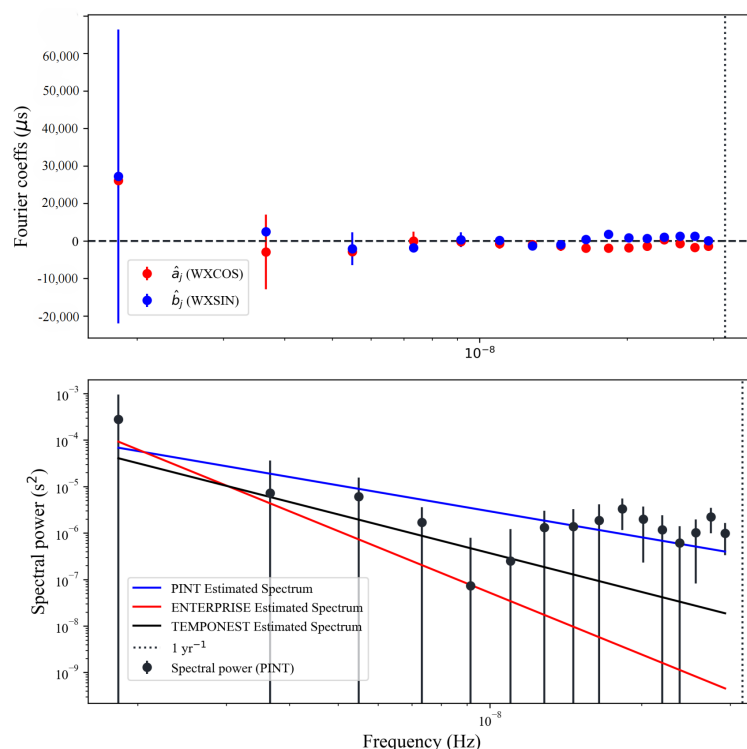 60,000
50,000
40,000
30,000
20,000
10,000
0
-10,000
-20,000
Fourier coeffs (μs)
â_j (WXCOS)
b̂_j (WXSIN)
10⁻⁸
10⁻³
10⁻⁴
10⁻⁵
10⁻⁶
10⁻⁷
10⁻⁸
10⁻⁹
Spectral power (s²)
PINT Estimated Spectrum
ENTERPRISE Estimated Spectrum
TEMPONEST Estimated Spectrum
1 yr⁻¹
Spectral power (PINT)
10⁻⁸
Frequency (Hz)